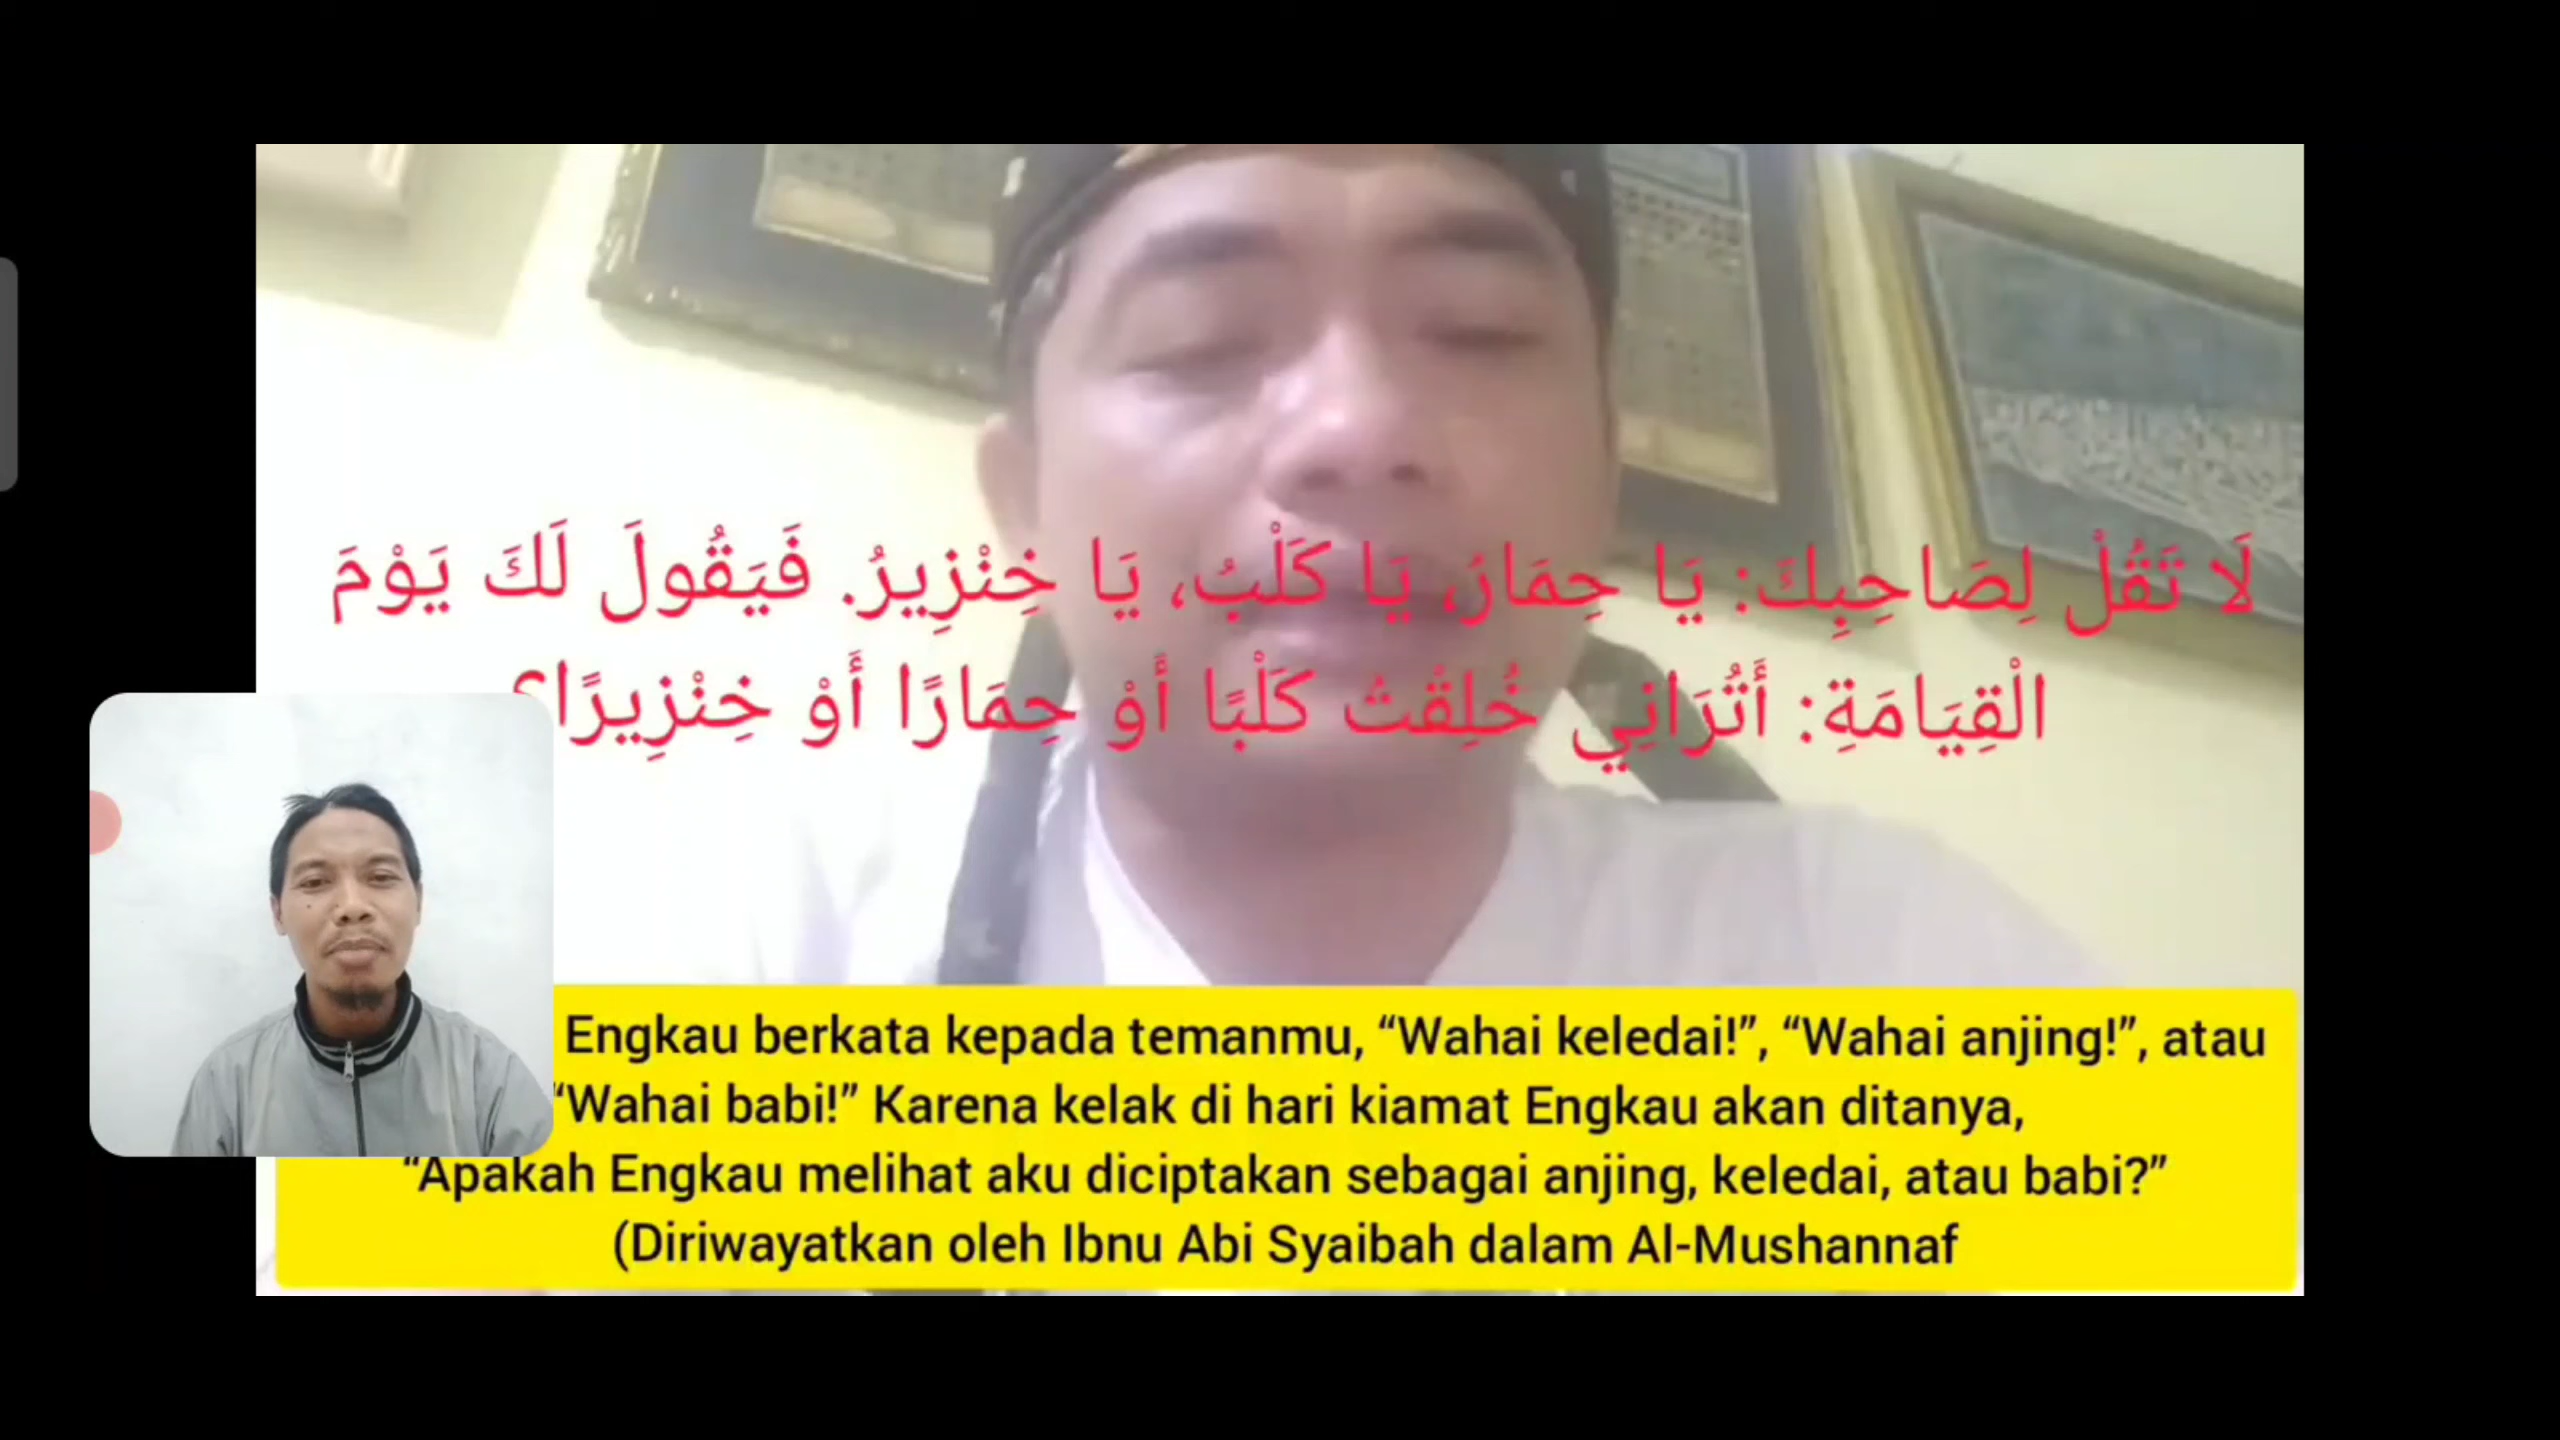 لَا تَقُلْ لِصَاحِبِكَ: يَا حِمَارُ، يَا كَلْبُ، يَا خِنْزِيرُ. فَيَقُولَ لَكَ يَوْمَ
الْقِيَامَةِ: أَتُرَانِي خُلِقْتُ كَلْبًا أَوْ حِمَارًا أَوْ خِنْزِيرًا؟
Engkau berkata kepada temanmu, “Wahai keledai!”, “Wahai anjing!”, atau
“Wahai babi!” Karena kelak di hari kiamat Engkau akan ditanya,
“Apakah Engkau melihat aku diciptakan sebagai anjing, keledai, atau babi?”
(Diriwayatkan oleh Ibnu Abi Syaibah dalam Al-Mushannaf